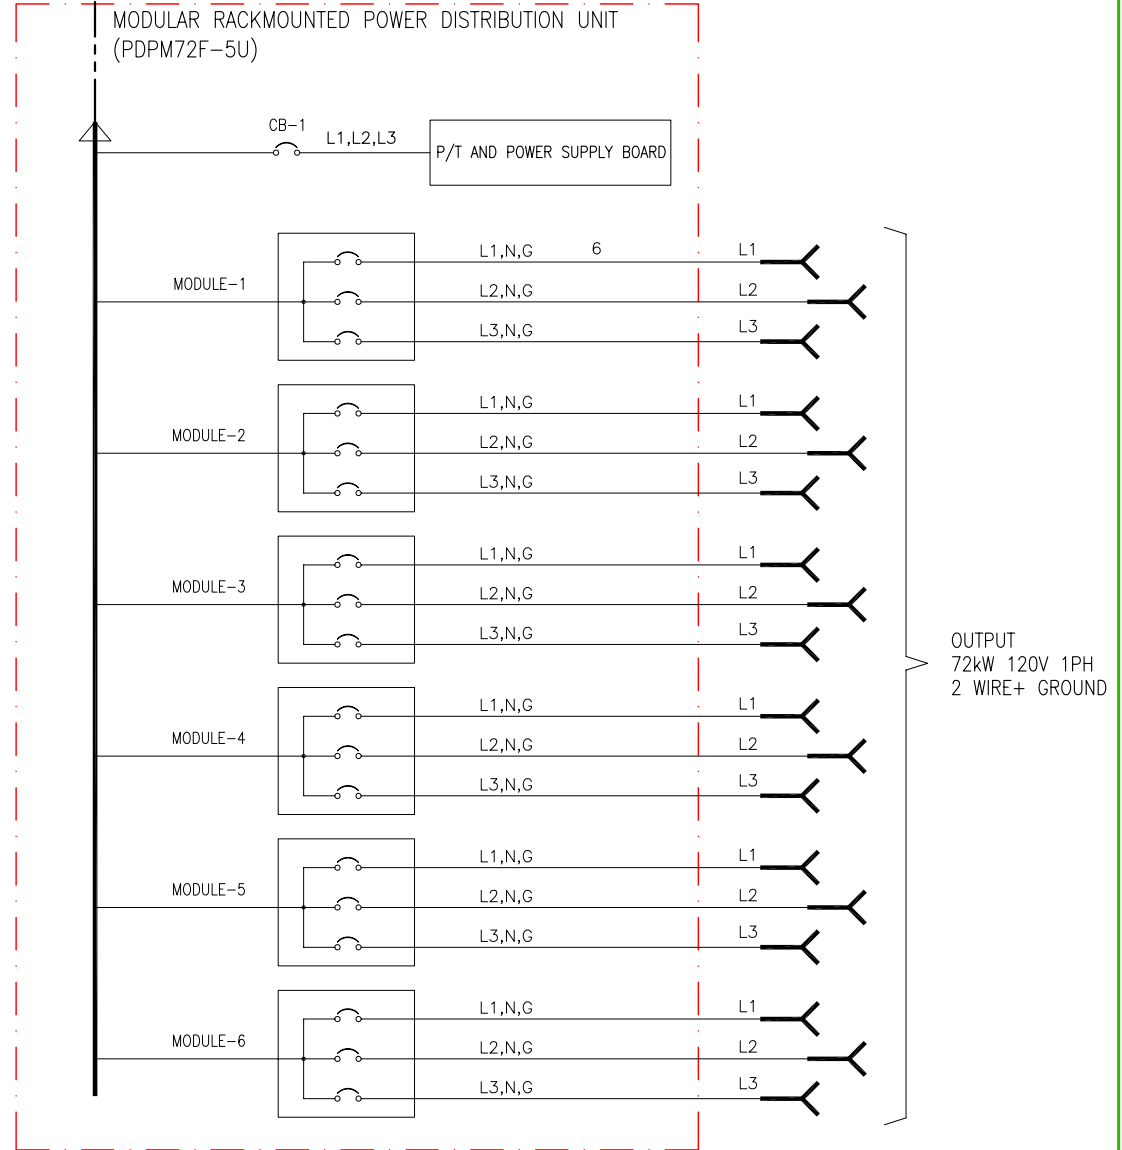 MODULAR RACKMOUNTED POWER DISTRIBUTION UNIT
(PDPM72F-5U)
CB-1
L1,L2,L3
P/T AND POWER SUPPLY BOARD
MODULE-1
L1,N,G 6 L1
L2,N,G L2
L3,N,G L3
MODULE-2
L1,N,G L1
L2,N,G L2
L3,N,G L3
MODULE-3
L1,N,G L1
L2,N,G L2
L3,N,G L3
MODULE-4
L1,N,G L1
L2,N,G L2
L3,N,G L3
MODULE-5
L1,N,G L1
L2,N,G L2
L3,N,G L3
MODULE-6
L1,N,G L1
L2,N,G L2
L3,N,G L3
OUTPUT
72kW 120V 1PH
2 WIRE+ GROUND